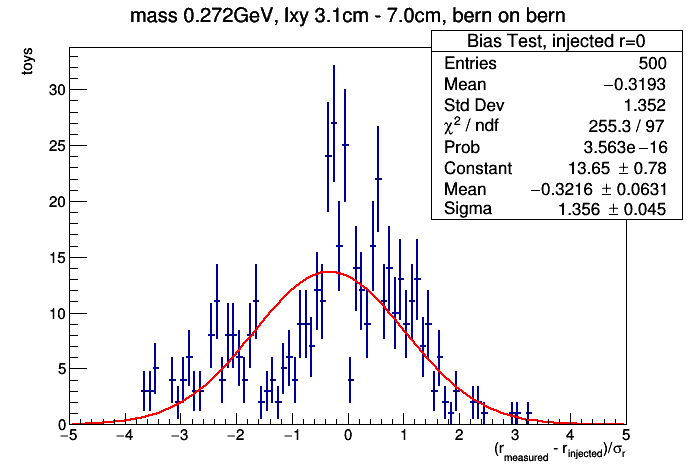 mass 0.272GeV, lxy 3.1cm - 7.0cm, bern on bern
toys
Bias Test, injected r=0
Entries 500
Mean −0.3193
Std Dev 1.352
χ² / ndf 255.3 / 97
Prob 3.563e−16
Constant 13.65 ± 0.78
Mean −0.3216 ± 0.0631
Sigma 1.356 ± 0.045
30
25
20
15
10
5
0
−5 −4 −3 −2 −1 0 1 2 3 4 5
(r_measured - r_injected)/σ_r